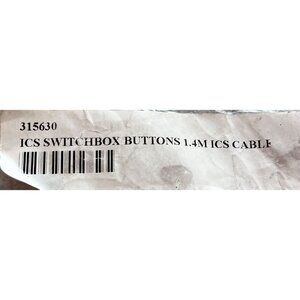 315630
ICS SWITCHBOX BUTTONS 1.4M ICS CABLE